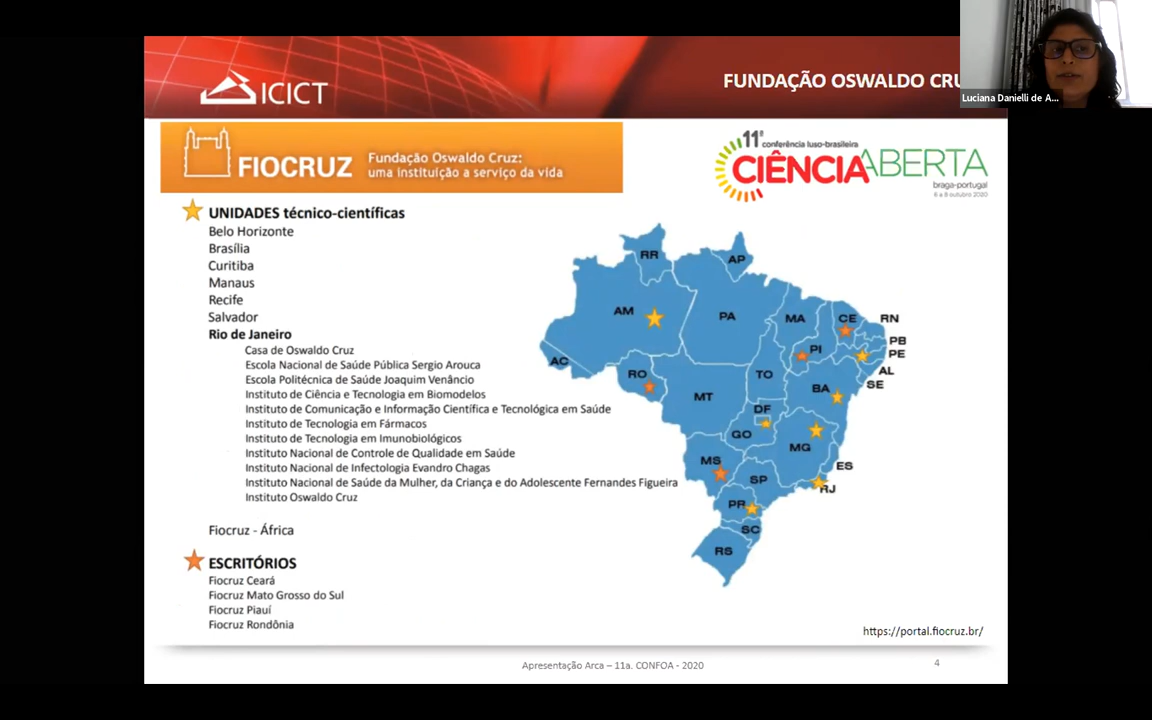 ICICT
FUNDAÇÃO OSWALDO CRU
Luciana Danielli de A...
FIOCRUZ
Fundação Oswaldo Cruz:
uma instituição a serviço da vida
11ª conferência luso-brasileira
CIÊNCIA ABERTA
braga-portugal
6 a 8 outubro 2020
UNIDADES técnico-científicas
Belo Horizonte
Brasília
Curitiba
Manaus
Recife
Salvador
Rio de Janeiro
Casa de Oswaldo Cruz
Escola Nacional de Saúde Pública Sergio Arouca
Escola Politécnica de Saúde Joaquim Venâncio
Instituto de Ciência e Tecnologia em Biomodelos
Instituto de Comunicação e Informação Científica e Tecnológica em Saúde
Instituto de Tecnologia em Fármacos
Instituto de Tecnologia em Imunobiológicos
Instituto Nacional de Controle de Qualidade em Saúde
Instituto Nacional de Infectologia Evandro Chagas
Instituto Nacional de Saúde da Mulher, da Criança e do Adolescente Fernandes Figueira
Instituto Oswaldo Cruz
Fiocruz - África
ESCRITÓRIOS
Fiocruz Ceará
Fiocruz Mato Grosso do Sul
Fiocruz Piauí
Fiocruz Rondônia
RR
AP
AM
PA
MA
CE
RN
PB
PE
PI
AL
SE
AC
RO
TO
BA
MT
DF
GO
MG
ES
MS
SP
RJ
PR
SC
RS
https://portal.fiocruz.br/
Apresentação Arca – 11a. CONFOA - 2020
4